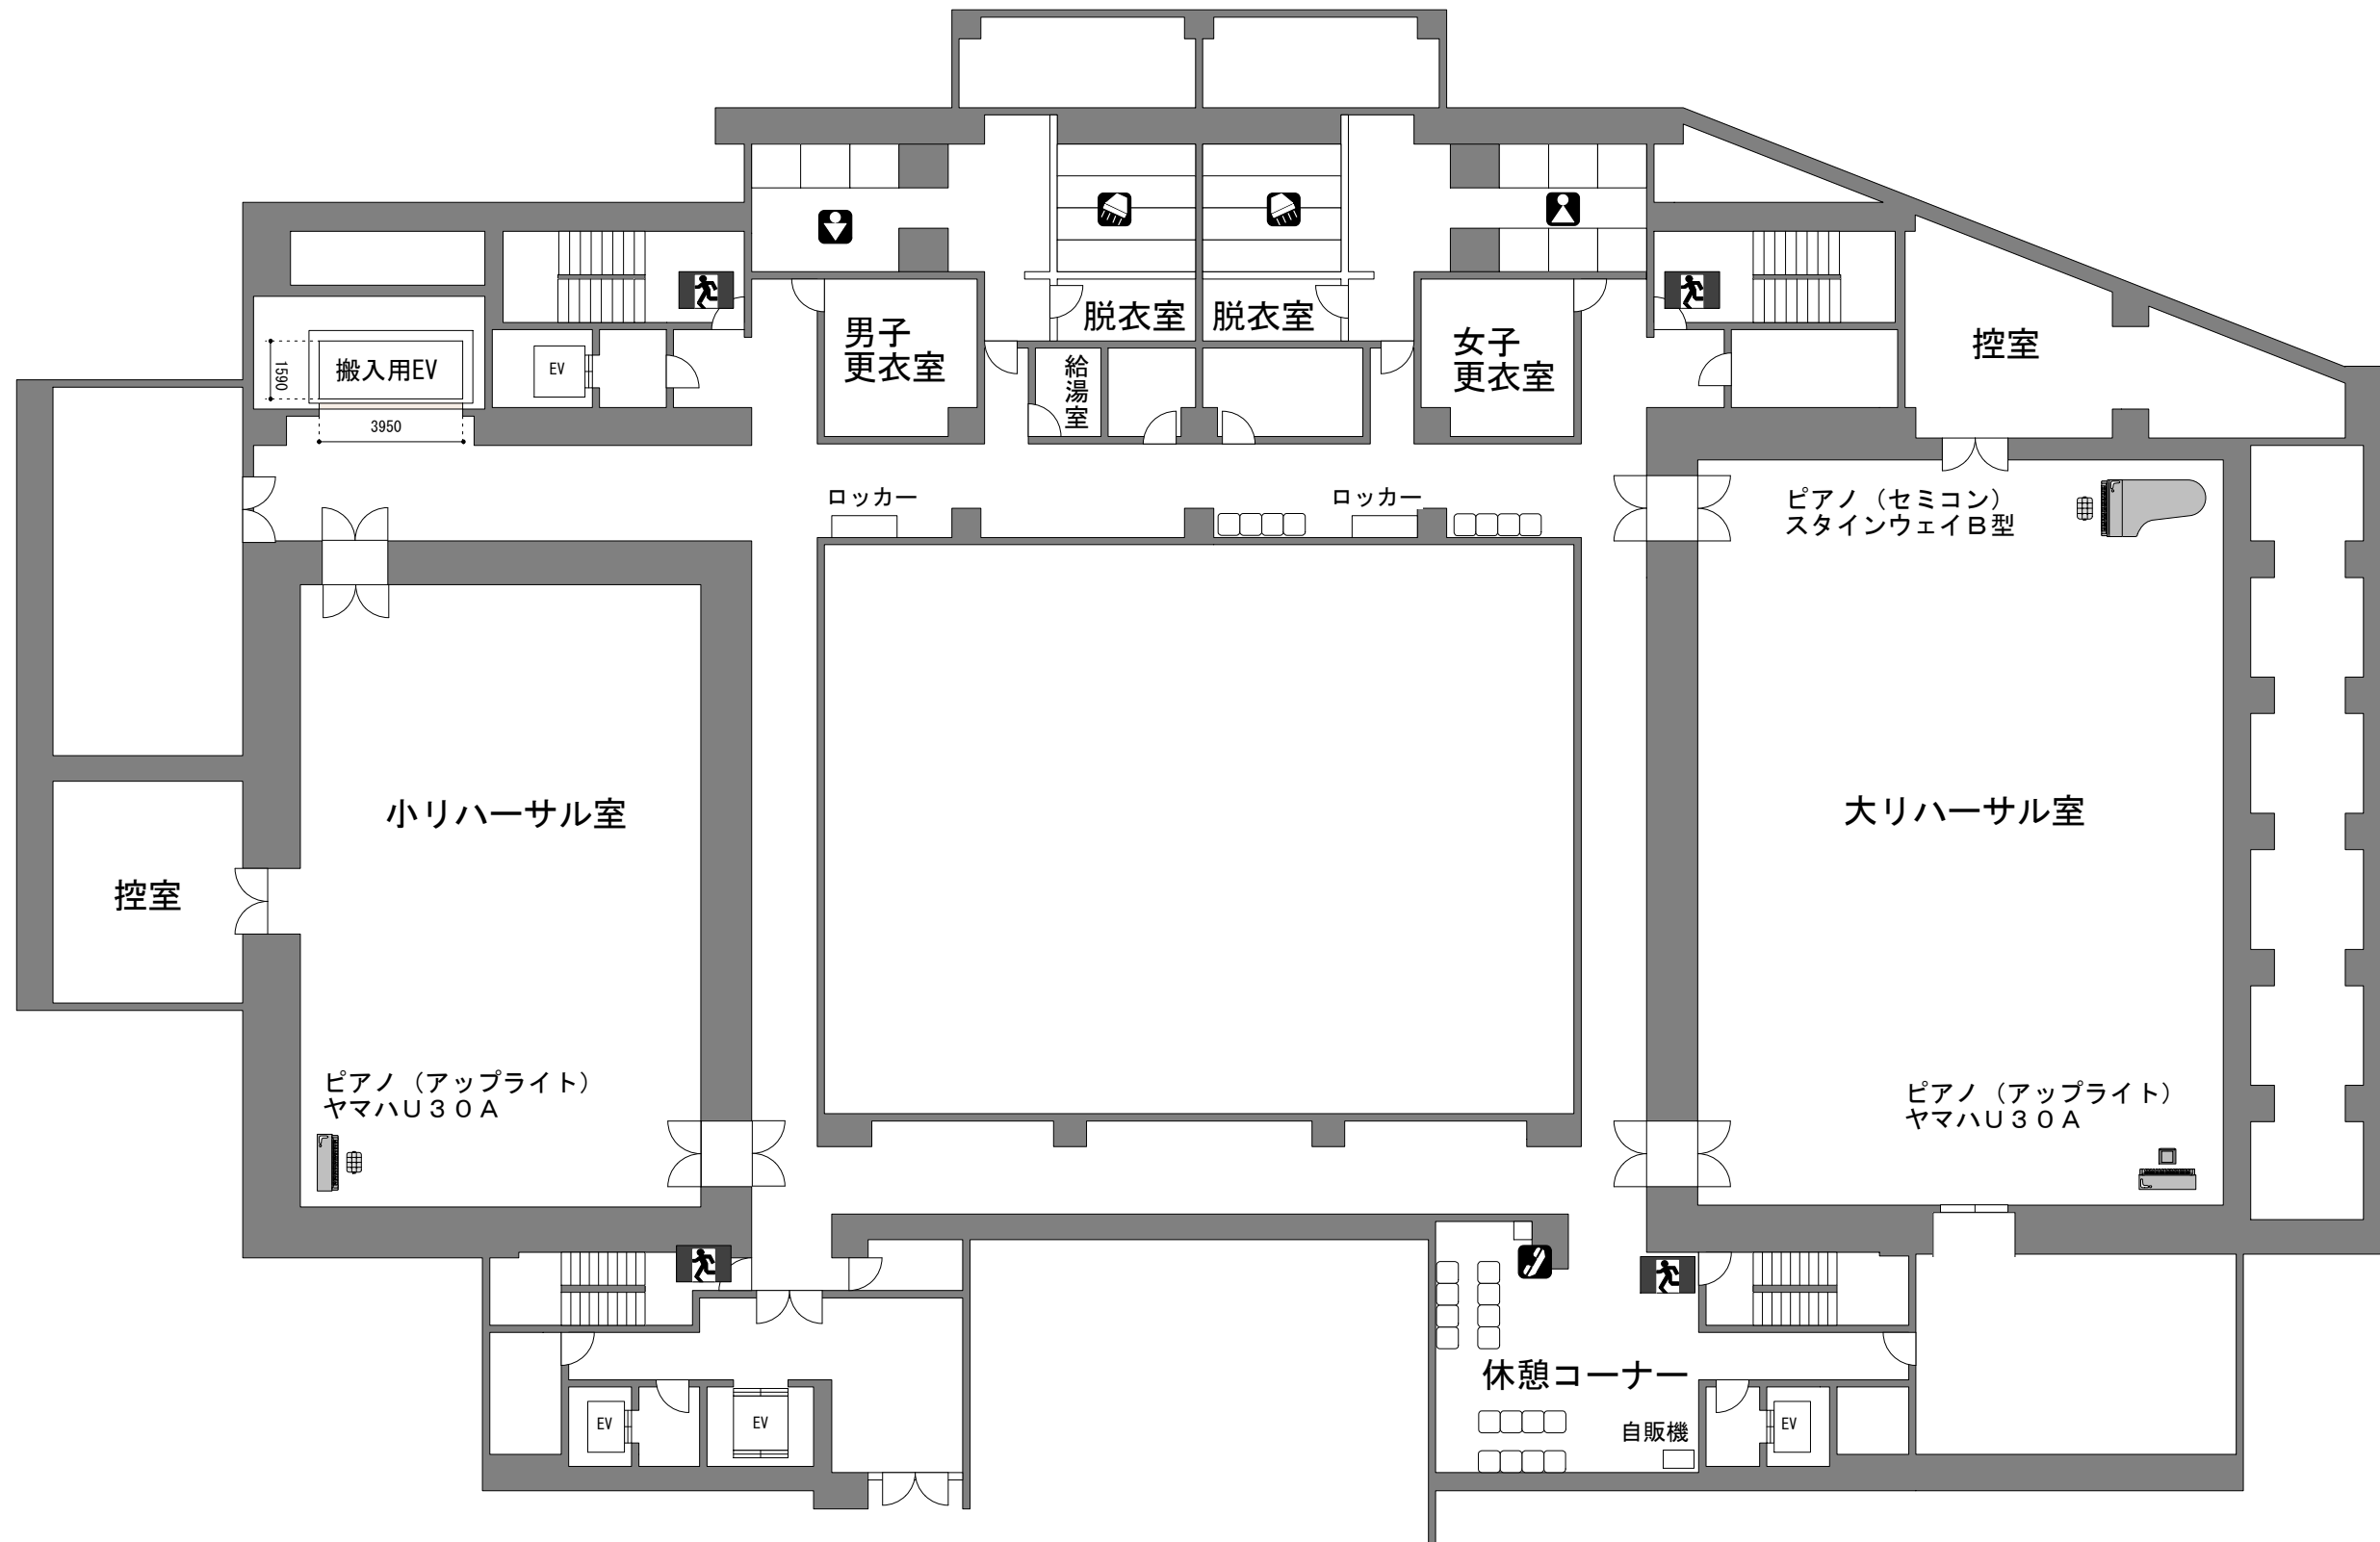 脱衣室
脱衣室
男子
更衣室
女子
更衣室
控室
給湯室
搬入用EV
1590
3950
EV
ロッカー
ロッカー
ピアノ（セミコン）
スタインウェイＢ型
小リハーサル室
大リハーサル室
控室
ピアノ（アップライト）
ヤマハＵ３０Ａ
ピアノ（アップライト）
ヤマハＵ３０Ａ
休憩コーナー
自販機
EV
EV
EV